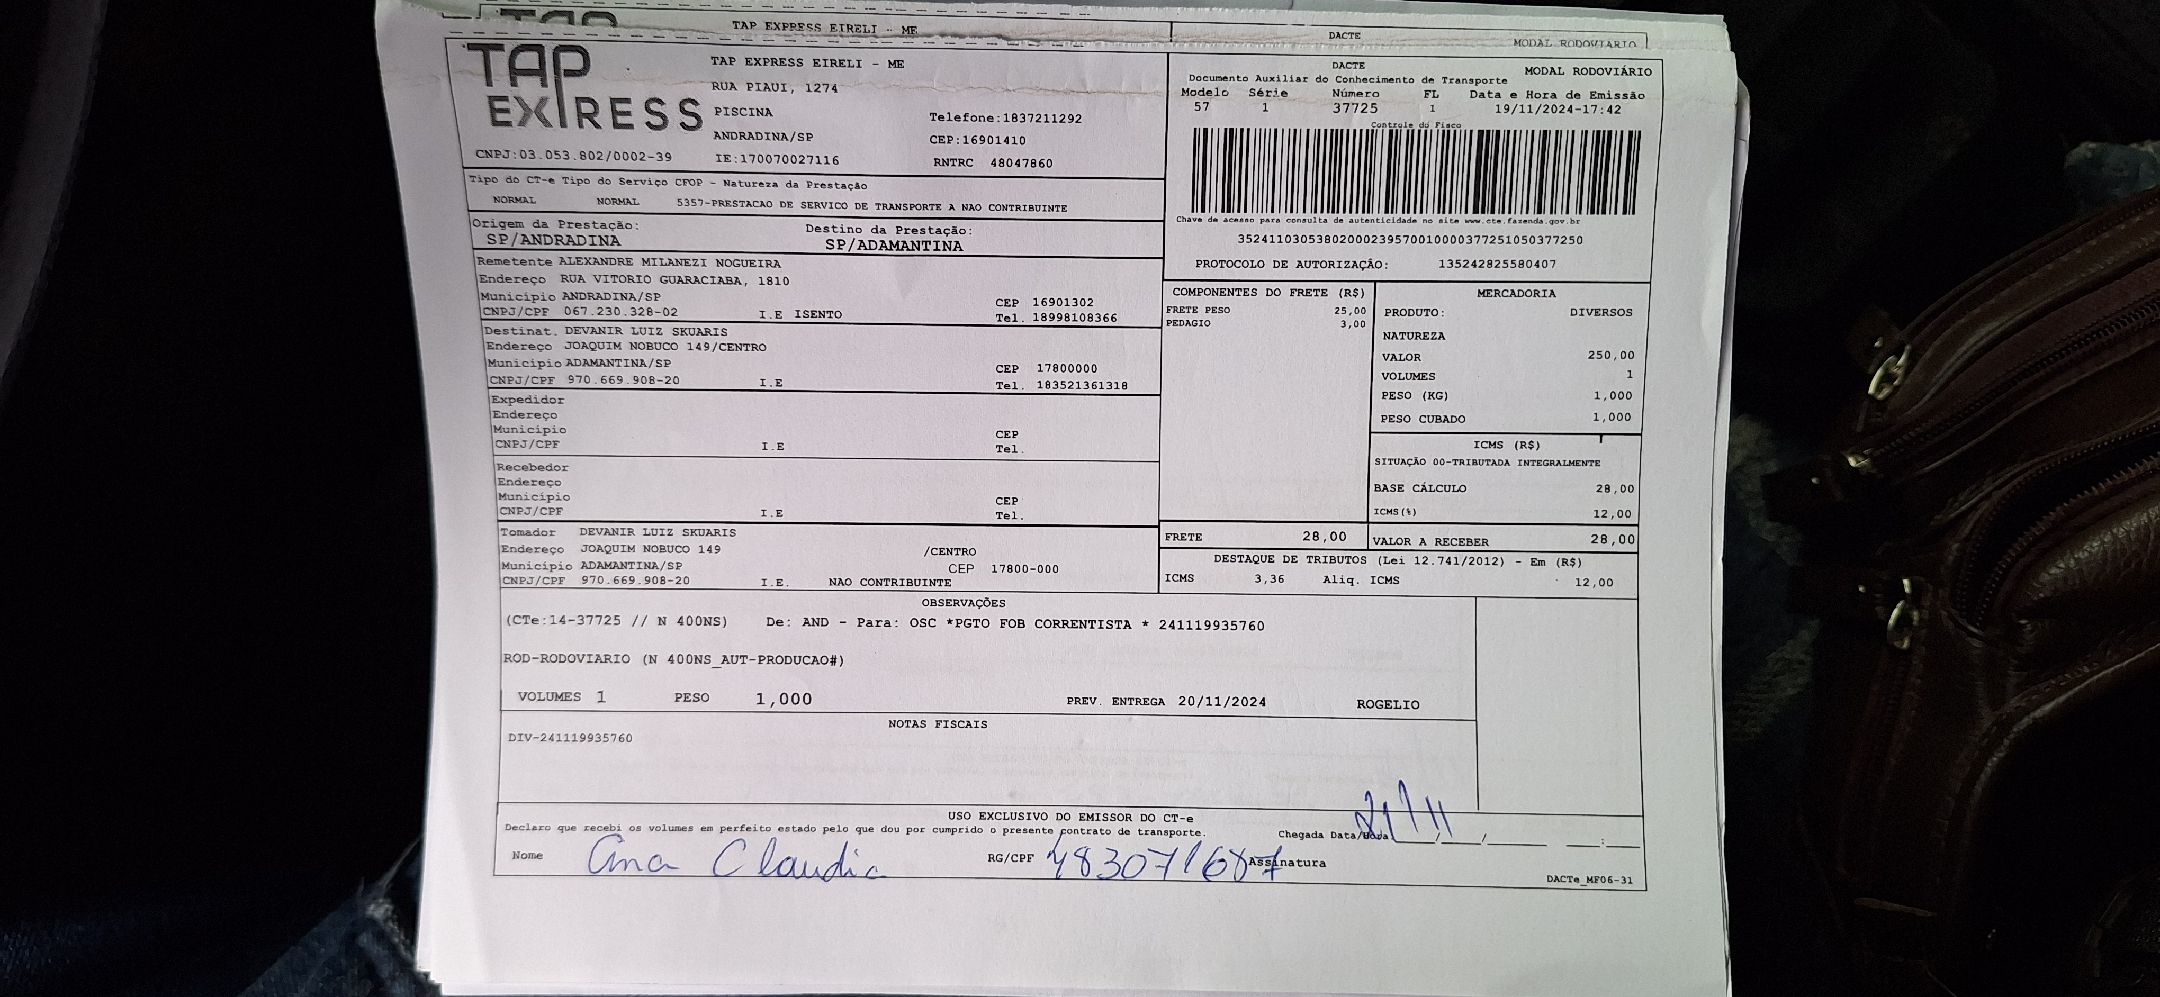 TAP EXPRESS EIRELI - ME
DACTE
MODAL RODOVIÁRIO
TAP
EXPRESS
CNPJ:03.053.802/0002-39
TAP EXPRESS EIRELI - ME
RUA PIAUI, 1274
PISCINA
ANDRADINA/SP
IE:170070027116
Telefone:1837211292
CEP:16901410
RNTRC 48047860
DACTE
MODAL RODOVIÁRIO
Documento Auxiliar do Conhecimento de Transporte
Modelo Série Número FL Data e Hora de Emissão
57 1 37725 1 19/11/2024-17:42
Controle do Fisco
Chave de acesso para consulta de autenticidade no site www.cte.fazenda.gov.br
35241103053802000239570010000377251050377250
PROTOCOLO DE AUTORIZAÇÃO: 135242825580407
Tipo do CT-e Tipo do Serviço CFOP - Natureza da Prestação
NORMAL NORMAL 5357-PRESTACAO DE SERVICO DE TRANSPORTE A NAO CONTRIBUINTE
Origem da Prestação: Destino da Prestação:
SP/ANDRADINA SP/ADAMANTINA
Remetente ALEXANDRE MILANEZI NOGUEIRA
Endereço RUA VITORIO GUARACIABA, 1810
Município ANDRADINA/SP CEP 16901302
CNPJ/CPF 067.230.328-02 I.E ISENTO Tel. 18998108366
Destinat. DEVANIR LUIZ SKUARIS
Endereço JOAQUIM NOBUCO 149/CENTRO
Município ADAMANTINA/SP CEP 17800000
CNPJ/CPF 970.669.908-20 I.E Tel. 183521361318
Expedidor
Endereço
Município CEP
CNPJ/CPF I.E Tel.
Recebedor
Endereço
Município CEP
CNPJ/CPF I.E Tel.
Tomador DEVANIR LUIZ SKUARIS
Endereço JOAQUIM NOBUCO 149 /CENTRO
Município ADAMANTINA/SP CEP 17800-000
CNPJ/CPF 970.669.908-20 I.E. NAO CONTRIBUINTE
COMPONENTES DO FRETE (R$)
FRETE PESO 25,00
PEDAGIO 3,00
MERCADORIA
PRODUTO: DIVERSOS
NATUREZA
VALOR 250,00
VOLUMES 1
PESO (KG) 1,000
PESO CUBADO 1,000
ICMS (R$)
SITUAÇÃO 00-TRIBUTADA INTEGRALMENTE
BASE CÁLCULO 28,00
ICMS(%) 12,00
FRETE 28,00 VALOR A RECEBER 28,00
DESTAQUE DE TRIBUTOS (Lei 12.741/2012) - Em (R$)
ICMS 3,36 Aliq. ICMS 12,00
OBSERVAÇÕES
(CTe:14-37725 // N 400NS) De: AND - Para: OSC *PGTO FOB CORRENTISTA * 241119935760
ROD-RODOVIARIO (N 400NS_AUT-PRODUCAO#)
VOLUMES 1 PESO 1,000 PREV. ENTREGA 20/11/2024 ROGELIO
NOTAS FISCAIS
DIV-241119935760
USO EXCLUSIVO DO EMISSOR DO CT-e
Declaro que recebi os volumes em perfeito estado pelo que dou por cumprido o presente contrato de transporte. Chegada Data/Hora 21/11
Nome Ana Claudia RG/CPF 483071687 Assinatura
DACTe_MF06-31